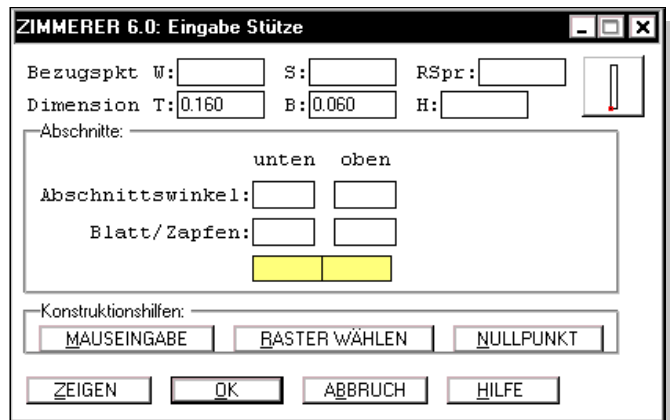 ZIMMERER 6.0: Eingabe Stütze
Bezugspkt W: S: RSpr:
Dimension T: 0.160 B: 0.060 H:
Abschnitte:
unten oben
Abschnittswinkel:
Blatt/Zapfen:
Konstruktionshilfen:
MAUSEINGABE RASTER WÄHLEN NULLPUNKT
ZEIGEN OK ABBRUCH HILFE